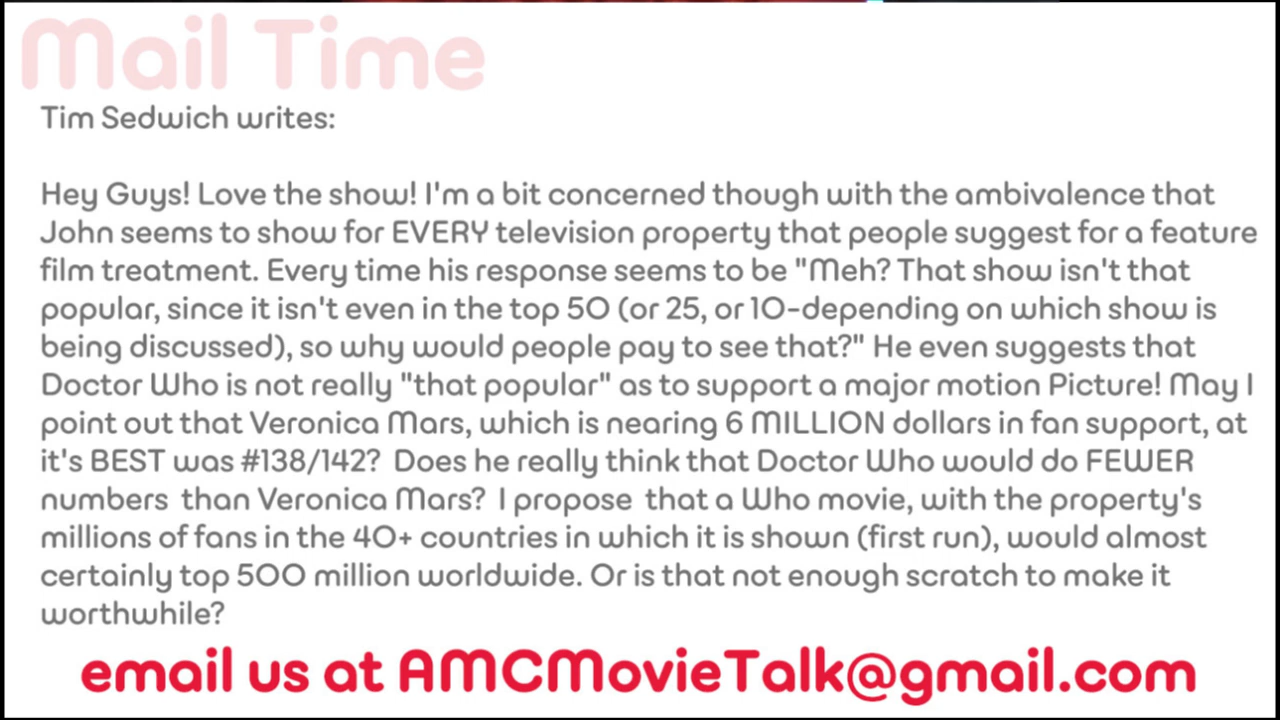 Mail Time
Tim Sedwich writes:
Hey Guys! Love the show! I'm a bit concerned though with the ambivalence that
John seems to show for EVERY television property that people suggest for a feature
film treatment. Every time his response seems to be "Meh? That show isn't that
popular, since it isn't even in the top 50 (or 25, or 10-depending on which show is
being discussed), so why would people pay to see that?" He even suggests that
Doctor Who is not really "that popular" as to support a major motion Picture! May I
point out that Veronica Mars, which is nearing 6 MILLION dollars in fan support, at
it's BEST was #138/142? Does he really think that Doctor Who would do FEWER
numbers than Veronica Mars? I propose that a Who movie, with the property's
millions of fans in the 40+ countries in which it is shown (first run), would almost
certainly top 500 million worldwide. Or is that not enough scratch to make it
worthwhile?
email us at AMCMovieTalk@gmail.com